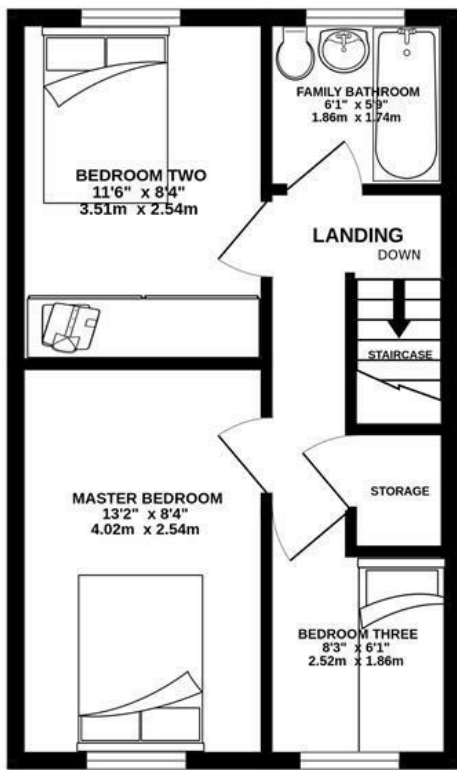 FAMILY BATHROOM
6'1" x 5'9"
1.86m x 1.74m
BEDROOM TWO
11'6" x 8'4"
3.51m x 2.54m
LANDING
DOWN
STAIRCASE
MASTER BEDROOM
13'2" x 8'4"
4.02m x 2.54m
STORAGE
BEDROOM THREE
8'3" x 6'1"
2.52m x 1.86m